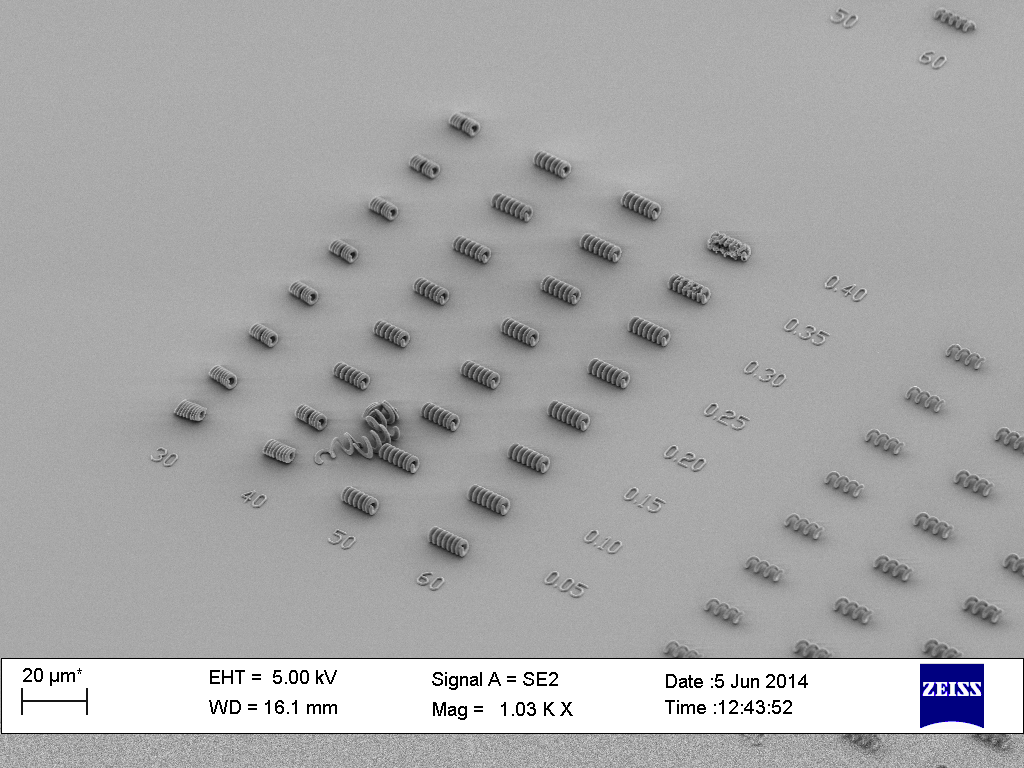 50
60
0.40
0.35
0.30
0.25
0.20
0.15
0.10
0.05
30
40
50
60
20 µm*
EHT = 5.00 kV
Signal A = SE2
Date :5 Jun 2014
WD = 16.1 mm
Mag = 1.03 K X
Time :12:43:52
ZEISS